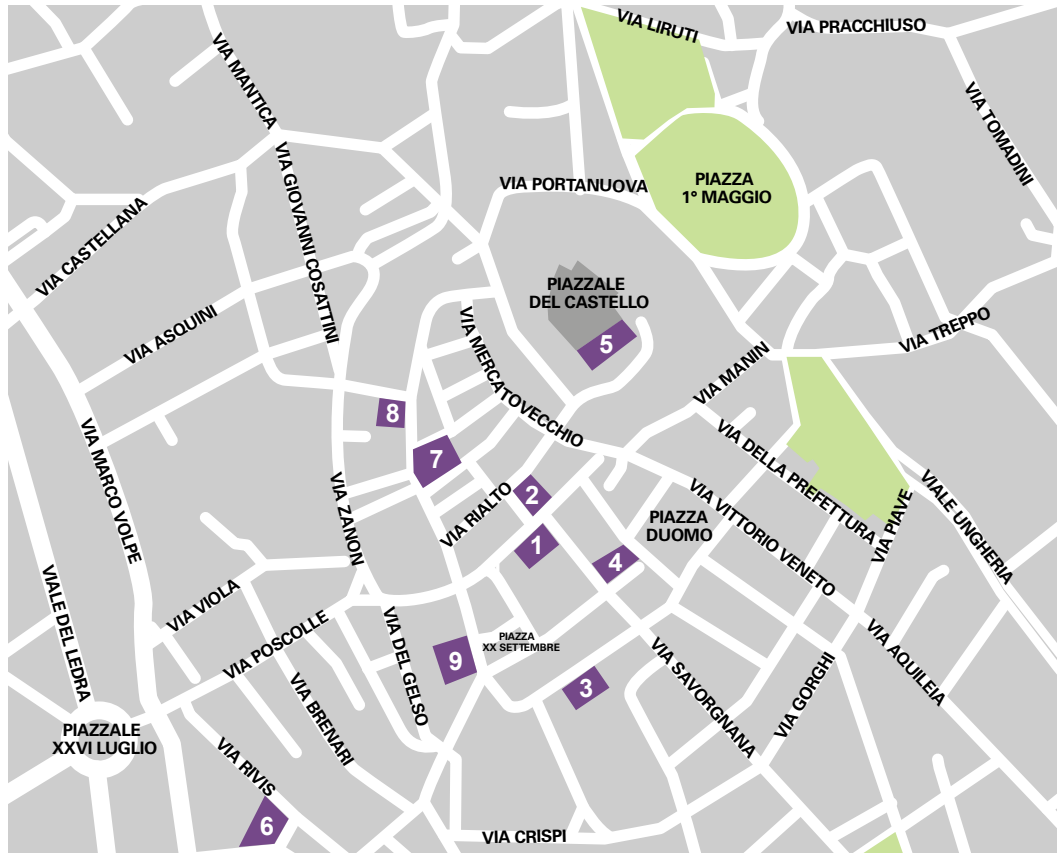 VIA LIRUTI
VIA PRACCHIUSO
VIA MANTICA
VIA TOMADINI
VIA GIOVANNI COSATTINI
VIA PORTANUOVA
PIAZZA
1° MAGGIO
VIA CASTELLANA
PIAZZALE
DEL CASTELLO
VIA ASQUINI
VIA MERCATOVECCHIO
VIA TREPPO
5
VIA MANIN
8
VIA MARCO VOLPE
7
VIA DELLA PREFETTURA
VIA ZANON
VIA RIALTO
2
VIA VITTORIO VENETO
PIAZZA
DUOMO
VIA PIAVE
VIALE UNGHERIA
1
4
VIALE DEL LEDRA
VIA VIOLA
VIA POSCOLLE
VIA DEL GELSO
PIAZZA
XX SETTEMBRE
9
3
VIA SAVORGNANA
VIA GORGHI
VIA AQUILEIA
PIAZZALE
XXVI LUGLIO
VIA BRENARI
VIA RIVIS
6
VIA CRISPI